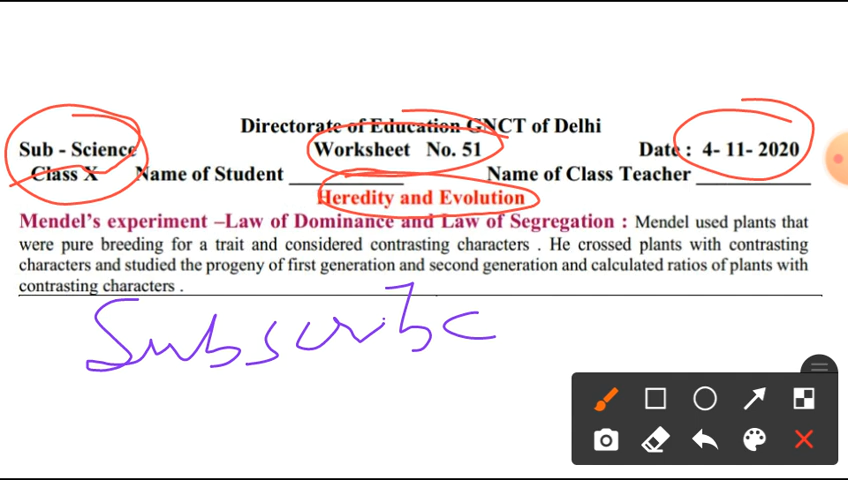 Directorate of Education GNCT of Delhi
Sub - Science Worksheet No. 51 Date : 4- 11- 2020
Class X Name of Student ____________ Name of Class Teacher ____________
Heredity and Evolution
Mendel's experiment –Law of Dominance and Law of Segregation : Mendel used plants that
were pure breeding for a trait and considered contrasting characters . He crossed plants with contrasting
characters and studied the progeny of first generation and second generation and calculated ratios of plants with
contrasting characters .
Subscribe